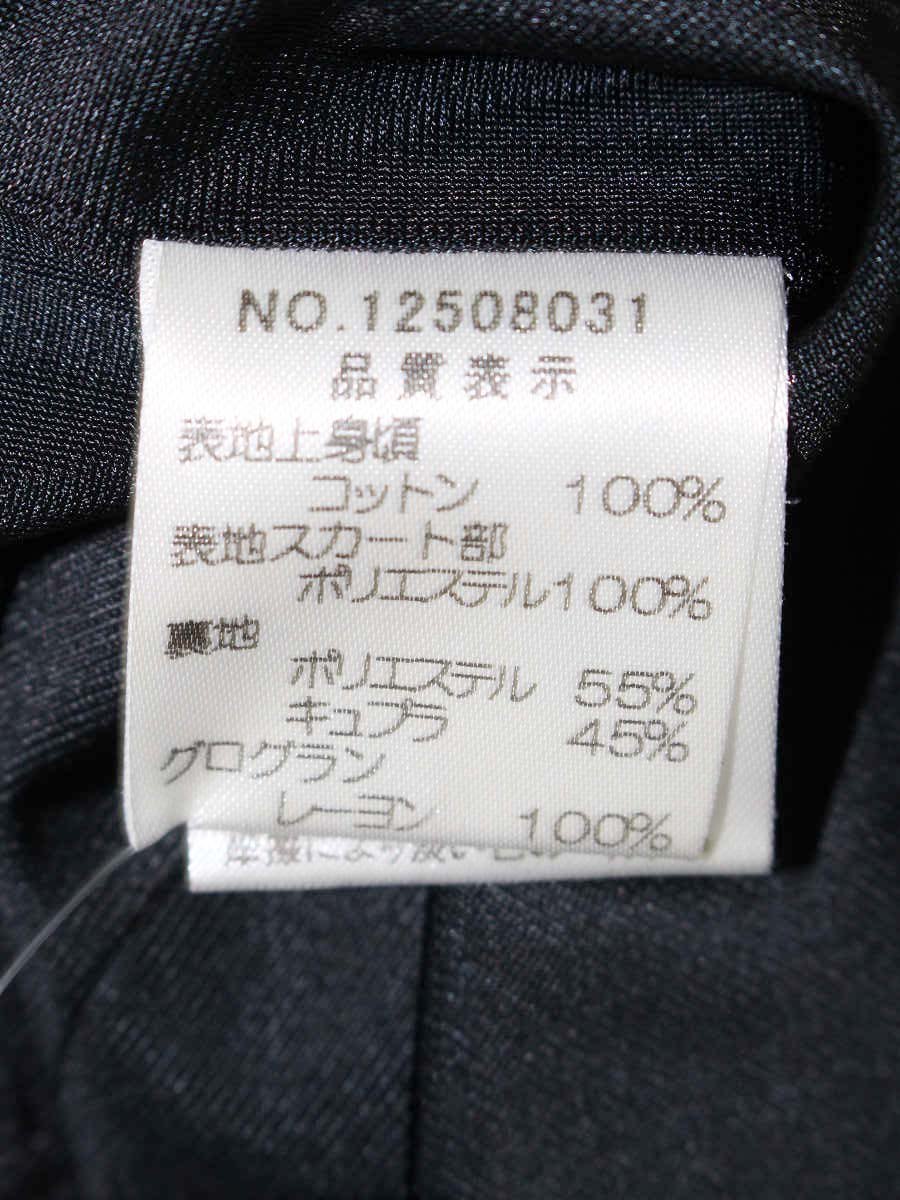 NO.12508031
品質表示
表地上身頃
コットン 100%
表地スカート部
ポリエステル100%
裏地
ポリエステル 55%
キュプラ 45%
グログラン
レーヨン 100%